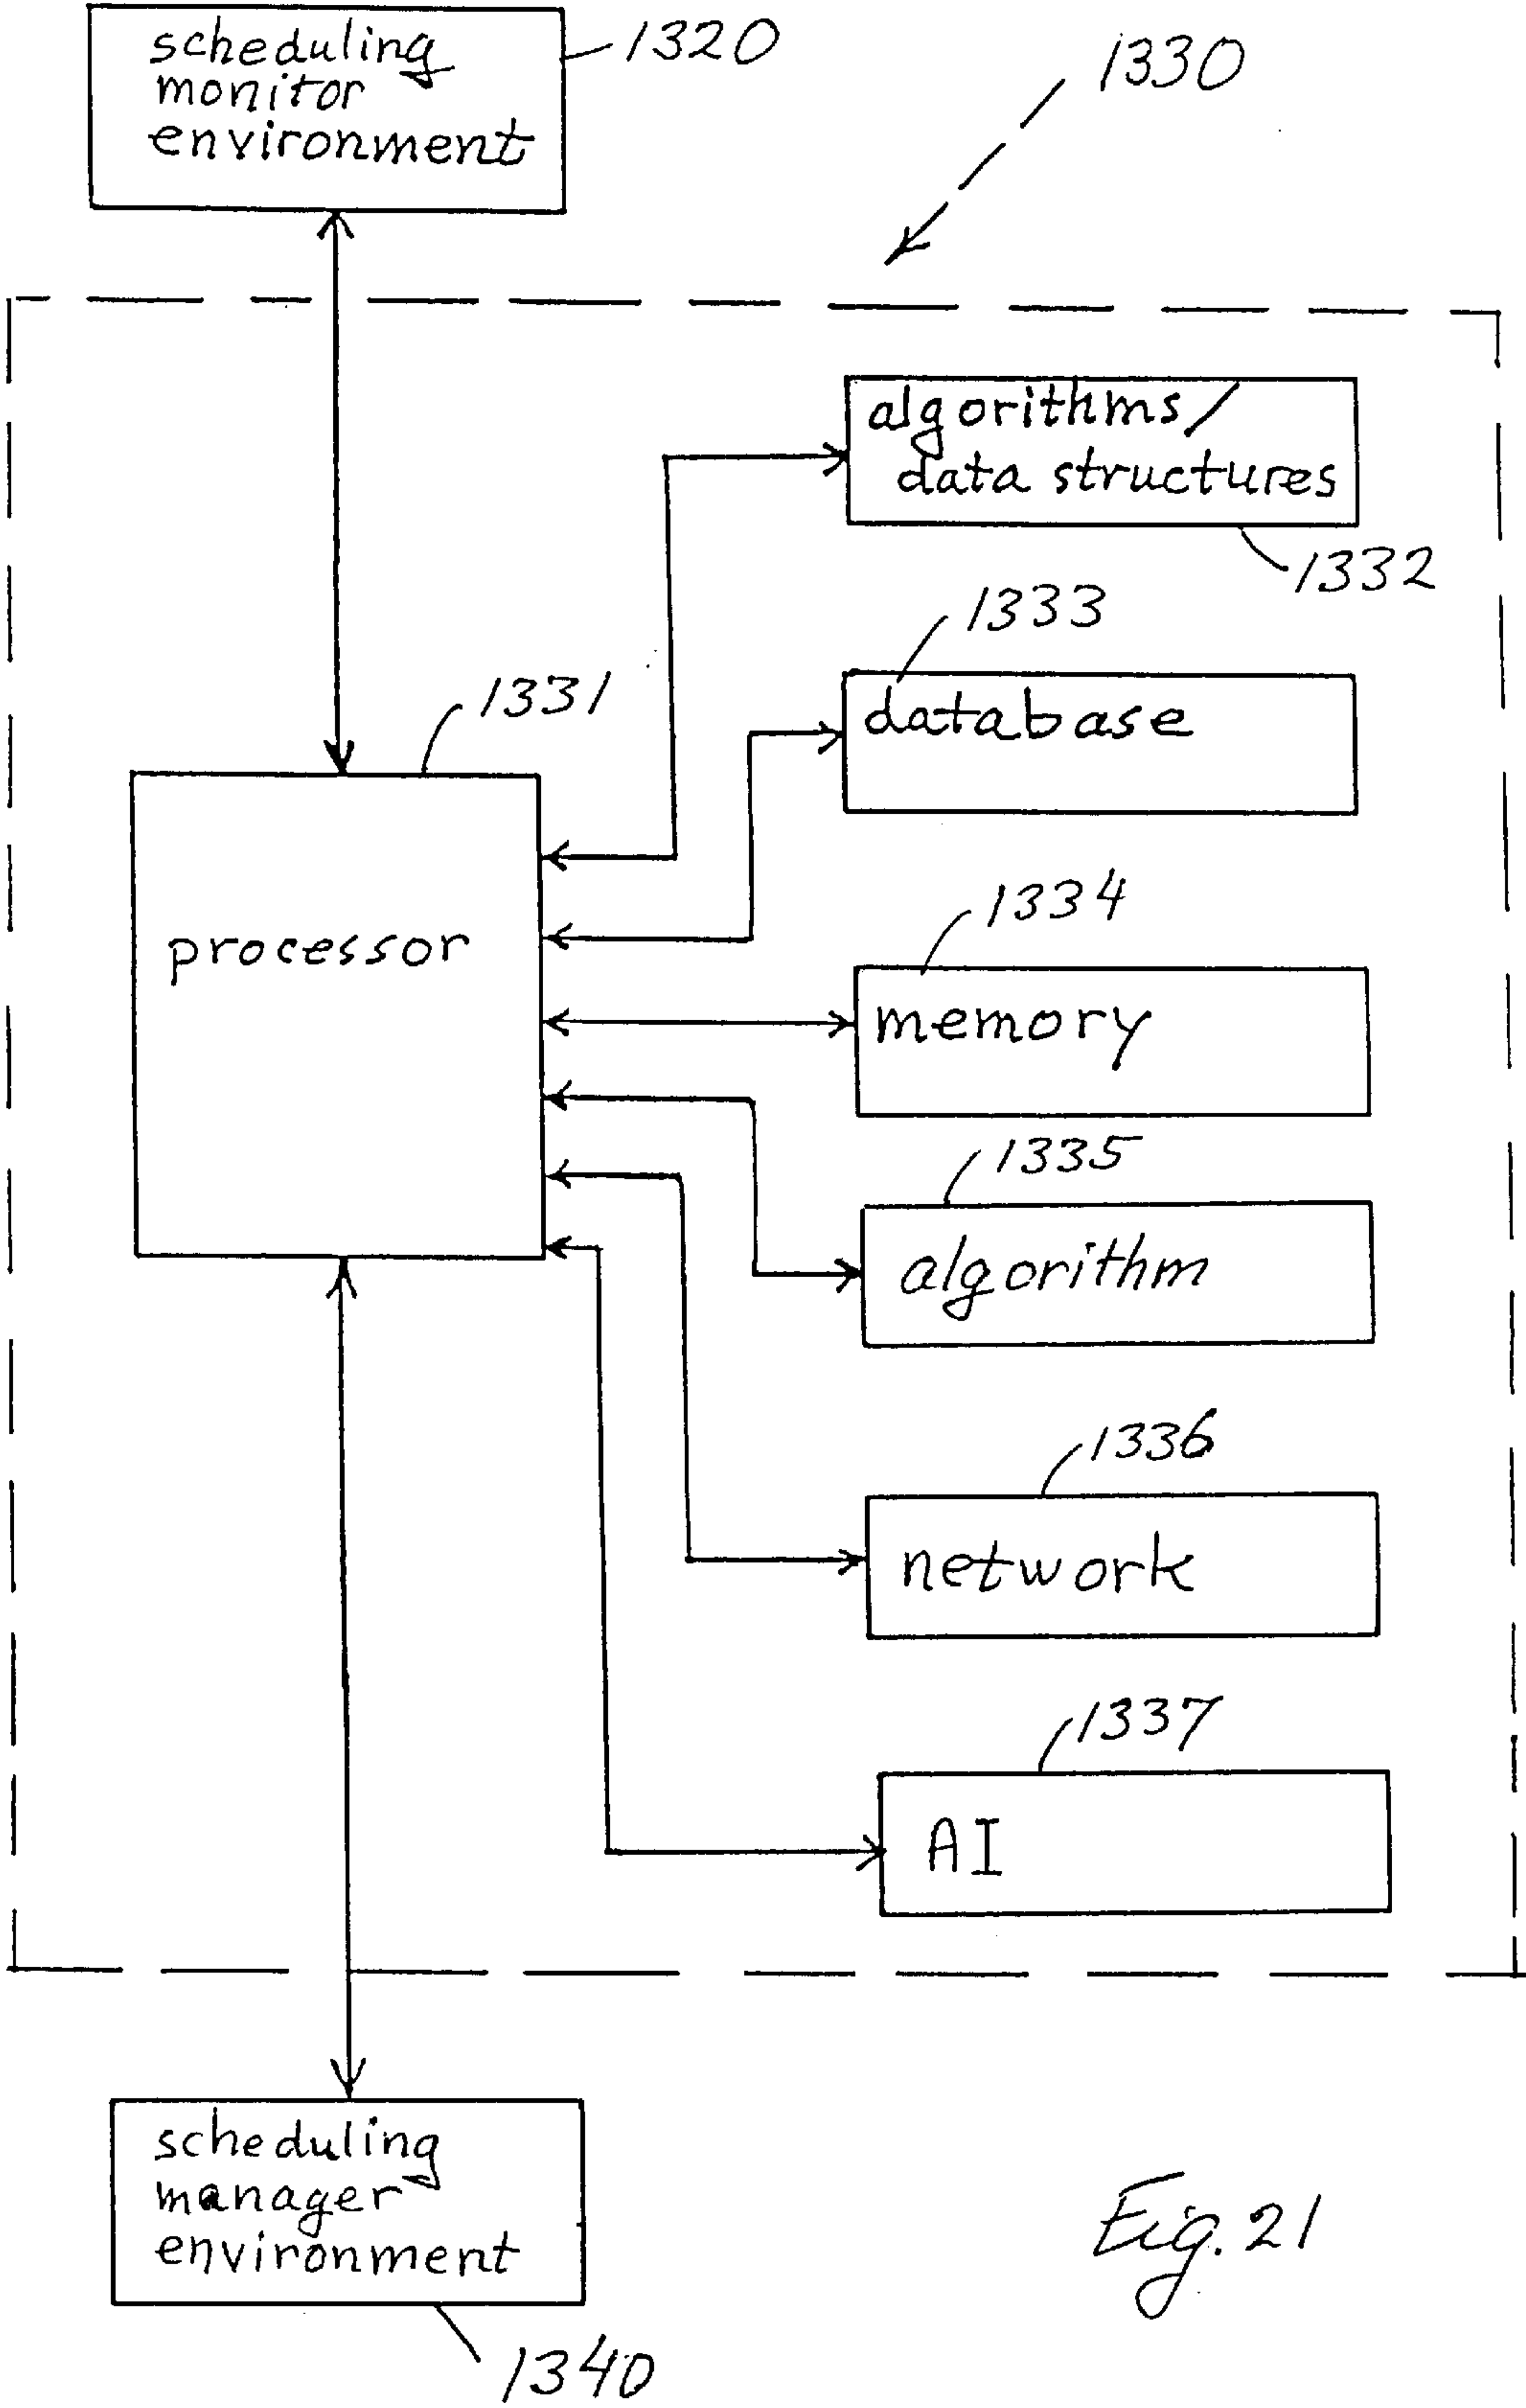 scheduling
monitor
environment
1320
1330
algorithms/
data structures
1332
1333
database
1331
processor
1334
memory
1335
algorithm
1336
network
1337
AI
scheduling
manager
environment
1340
Fig. 21